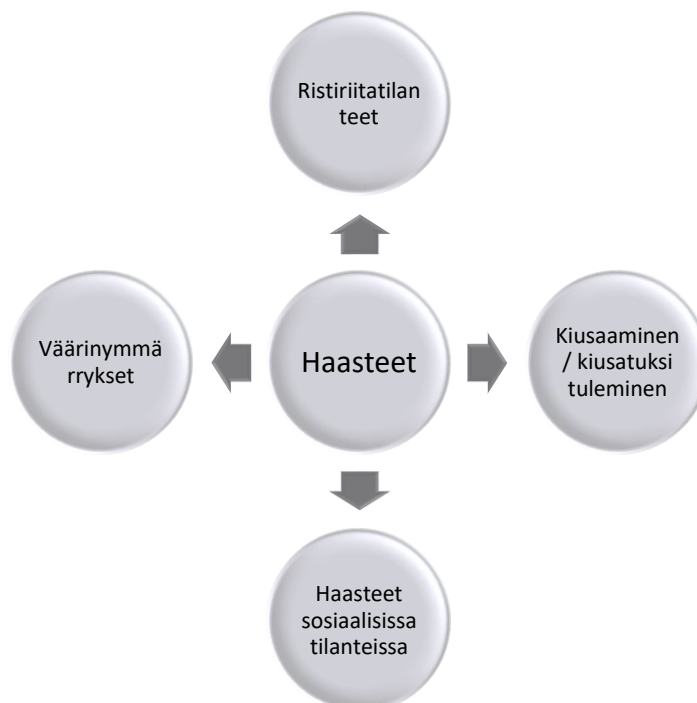 Ristiriitatilan
teet
Väärinymmä
rrykset
Haasteet
Kiusaaminen
/ kiusatuksi
tuleminen
Haasteet
sosiaalisissa
tilanteissa